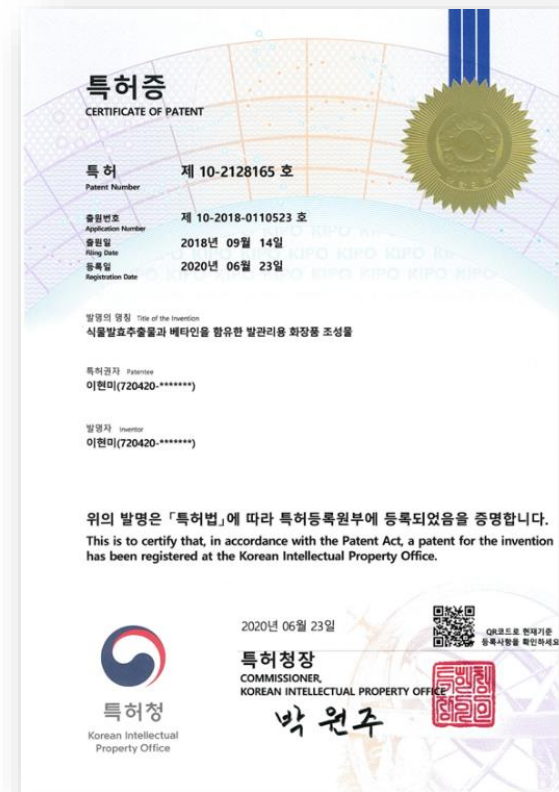 특허증
CERTIFICATE OF PATENT
특허 제 10-2128165 호
Patent Number
출원번호 제 10-2018-0110523 호
Application Number
출원일 2018년 09월 14일
Filing Date
등록일 2020년 06월 23일
Registration Date
발명의 명칭 Title of the Invention
식물발효추출물과 베타인을 함유한 발관리용 화장품 조성물
특허권자 Patentee
이현미(720420-*******)
발명자 Inventor
이현미(720420-*******)
위의 발명은 「특허법」에 따라 특허등록원부에 등록되었음을 증명합니다.
This is to certify that, in accordance with the Patent Act, a patent for the invention
has been registered at the Korean Intellectual Property Office.
2020년 06월 23일
QR코드로 현재기준
등록사항을 확인하세요
특허청장
COMMISSIONER,
KOREAN INTELLECTUAL PROPERTY OFFICE
박원주
특허청
Korean Intellectual
Property Office